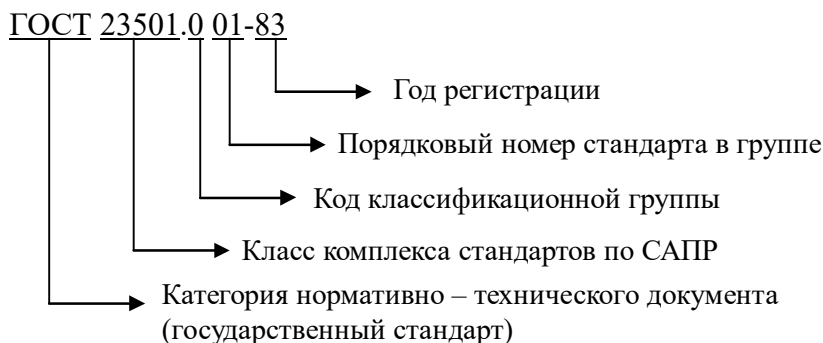 ГОСТ 23501.0 01-83
Год регистрации
Порядковый номер стандарта в группе
Код классификационной группы
Класс комплекса стандартов по САПР
Категория нормативно – технического документа
(государственный стандарт)